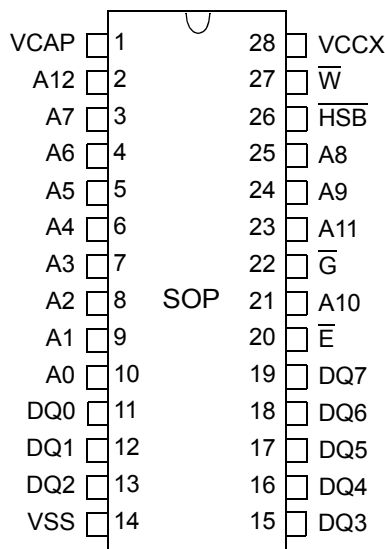 VCAP 1 28 VCCX
A12 2 27 W̅
A7 3 26 H̅S̅B̅
A6 4 25 A8
A5 5 24 A9
A4 6 23 A11
A3 7 22 G̅
A2 8 SOP 21 A10
A1 9 20 E̅
A0 10 19 DQ7
DQ0 11 18 DQ6
DQ1 12 17 DQ5
DQ2 13 16 DQ4
VSS 14 15 DQ3